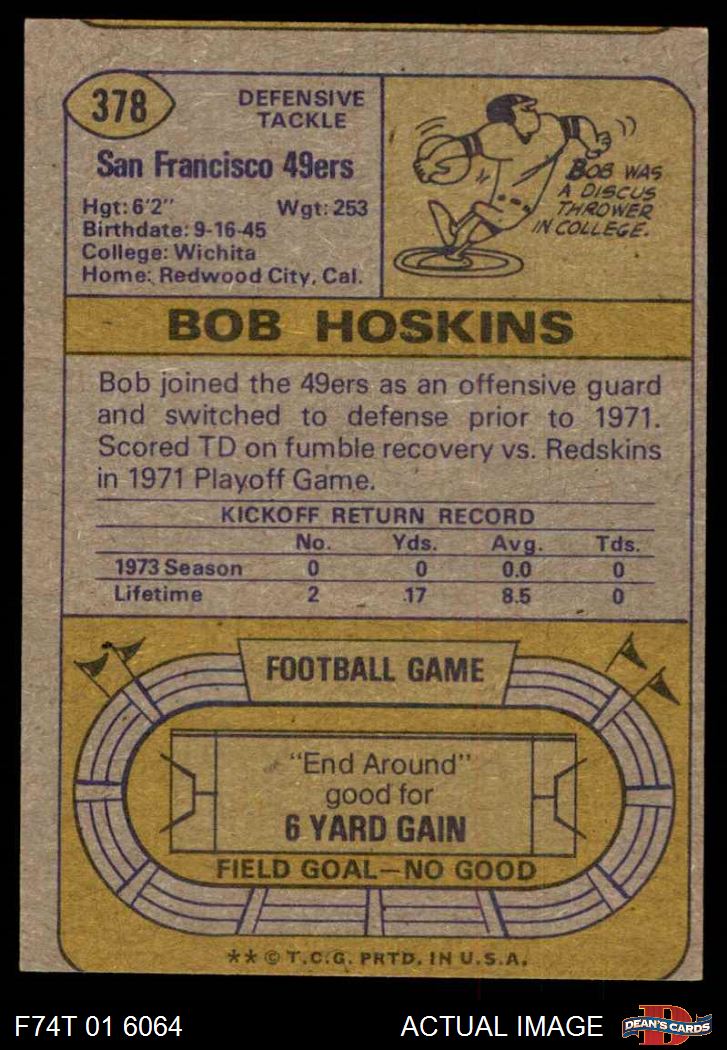 378
DEFENSIVE
TACKLE
San Francisco 49ers
Hgt: 6'2" Wgt: 253
Birthdate: 9-16-45
College: Wichita
Home: Redwood City, Cal.
BOB WAS
A DISCUS
THROWER
IN COLLEGE.
BOB HOSKINS
Bob joined the 49ers as an offensive guard
and switched to defense prior to 1971.
Scored TD on fumble recovery vs. Redskins
in 1971 Playoff Game.
KICKOFF RETURN RECORD
No. Yds. Avg. Tds.
1973 Season 0 0 0.0 0
Lifetime 2 17 8.5 0
FOOTBALL GAME
"End Around"
good for
6 YARD GAIN
FIELD GOAL—NO GOOD
** © T.C.G. PRTD. IN U.S.A.
F74T 01 6064 ACTUAL IMAGE
D
DEAN'S CARDS